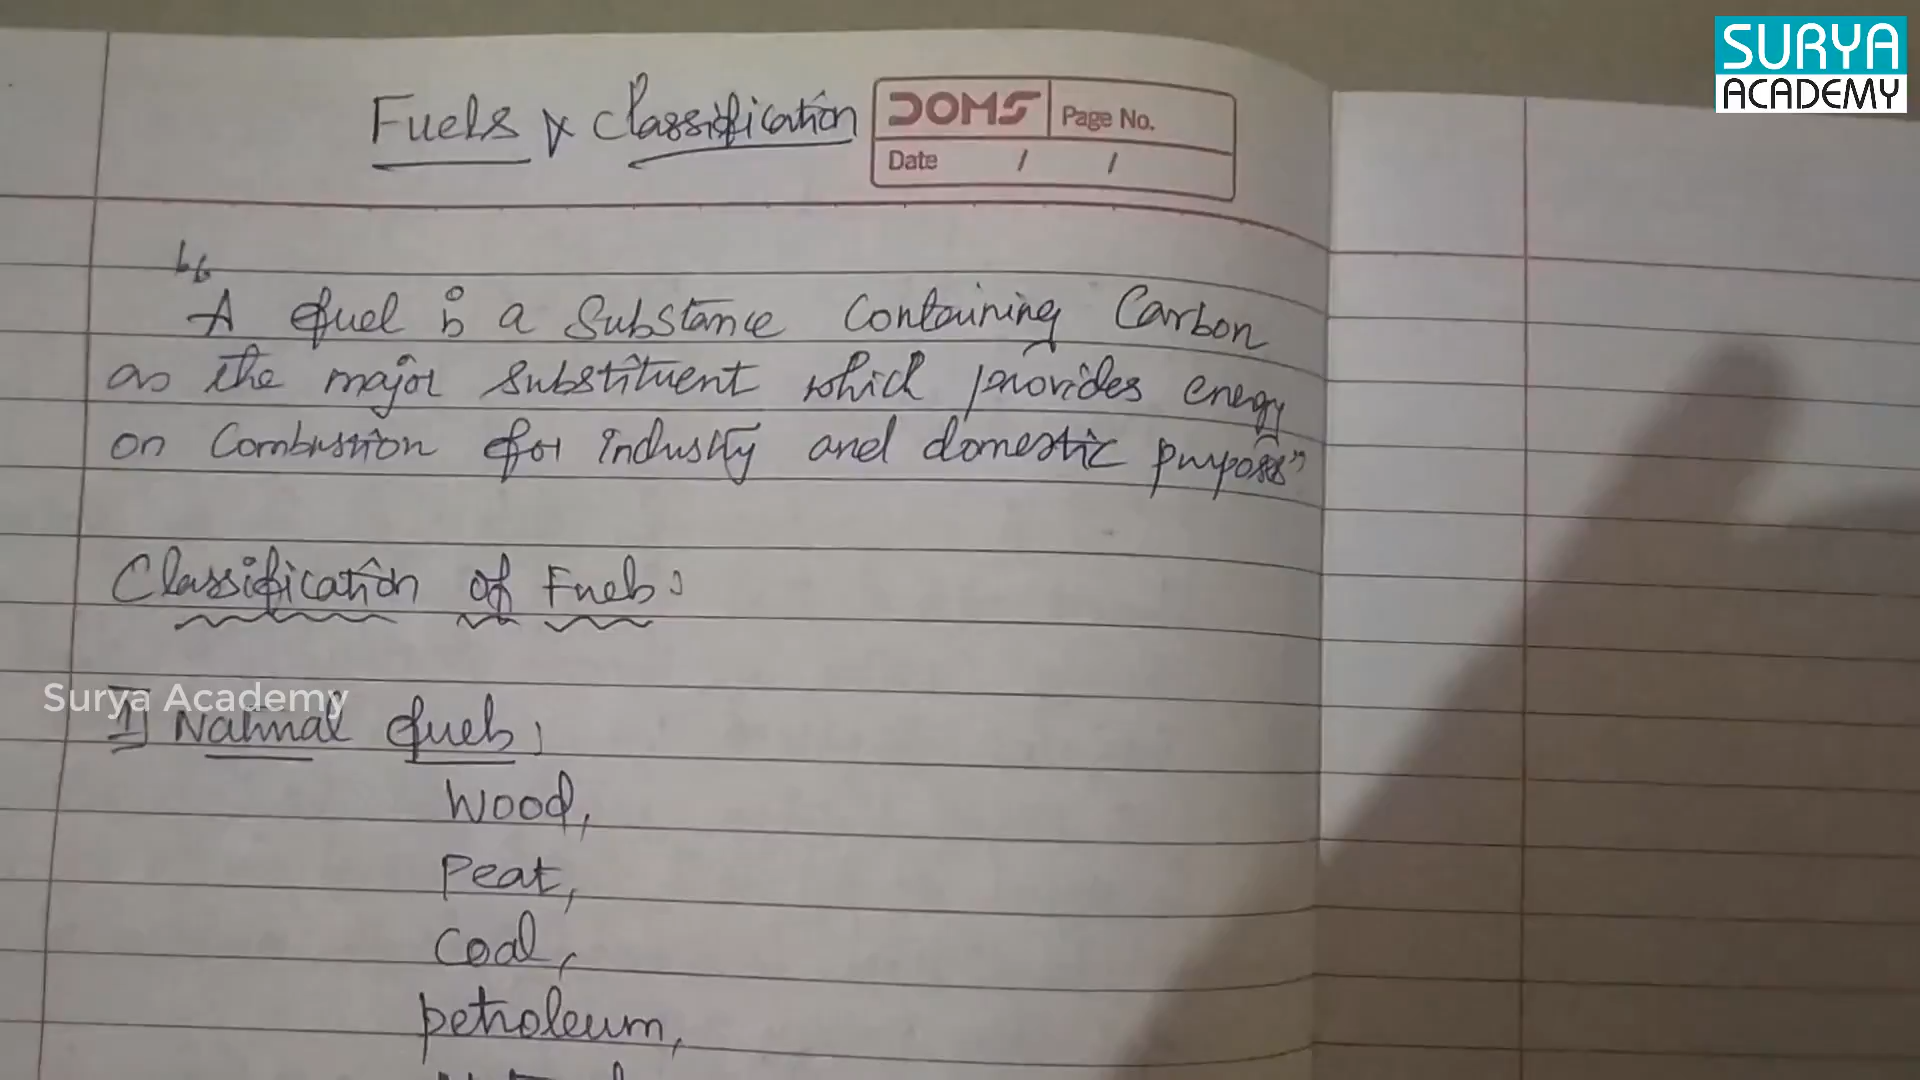 SURYA
ACADEMY
Fuels & Classification
DOMS
Page No.
Date / /
"A fuel is a Substance Containing Carbon
as the major substituent which provides energy
on Combustion for industry and domestic purposes"
Classification of Fuels:
Surya Academy
1] Natural fuels:
Wood,
Peat,
Coal,
petroleum,